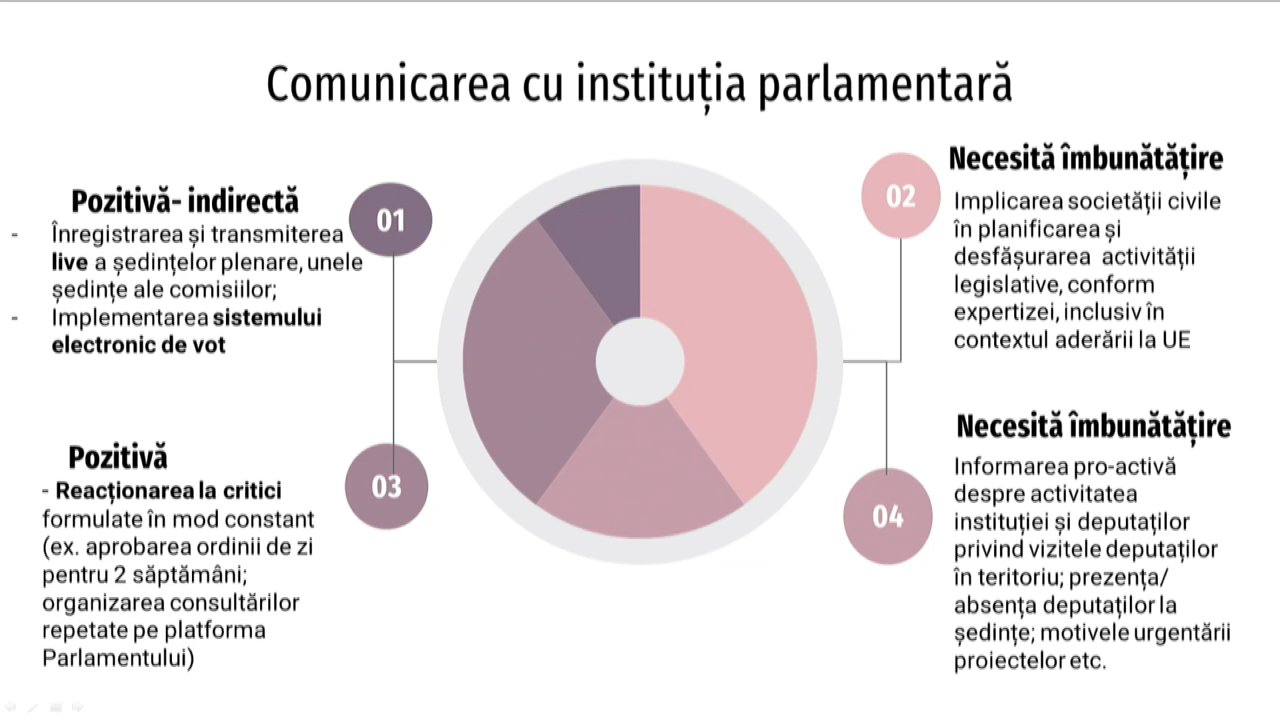 Comunicarea cu instituția parlamentară
Pozitivă- indirectă
01
- Înregistrarea și transmiterea
live a ședințelor plenare, unele
ședințe ale comisiilor;
- Implementarea sistemului
electronic de vot
02
Necesită îmbunătățire
Implicarea societății civile
în planificarea și
desfășurarea activității
legislative, conform
expertizei, inclusiv în
contextul aderării la UE
Pozitivă
03
- Reacționarea la critici
formulate în mod constant
(ex. aprobarea ordinii de zi
pentru 2 săptămâni;
organizarea consultărilor
repetate pe platforma
Parlamentului)
04
Necesită îmbunătățire
Informarea pro-activă
despre activitatea
instituției și deputaților
privind vizitele deputaților
în teritoriu; prezența/
absența deputaților la
ședințe; motivele urgentării
proiectelor etc.